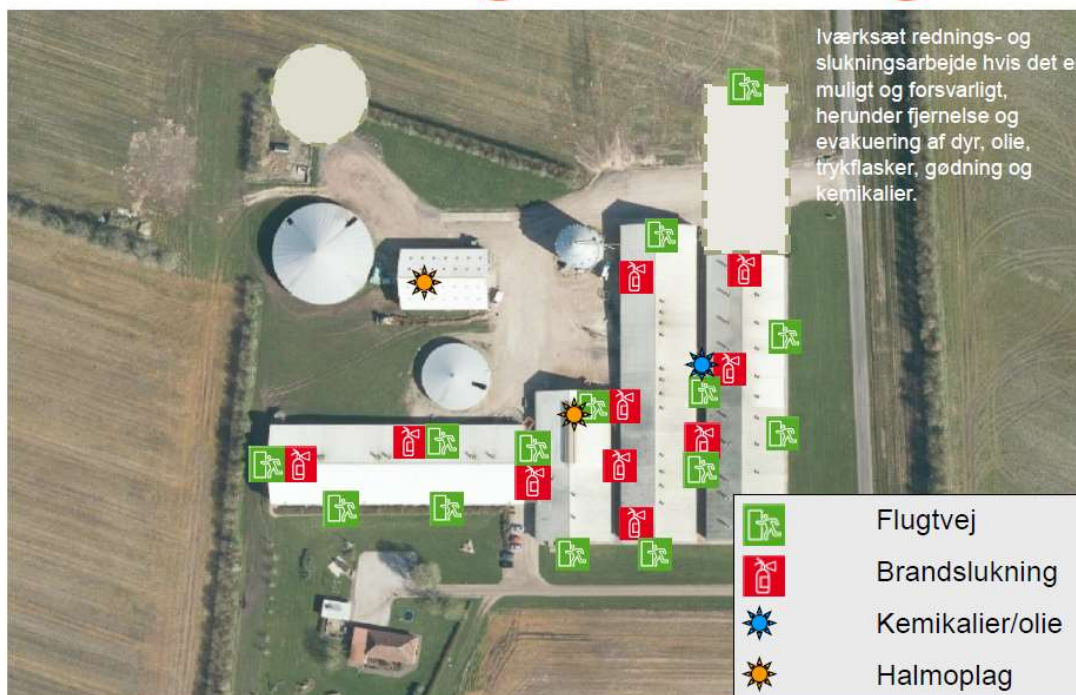 Iværksæt rednings- og
slukningsarbejde hvis det e
muligt og forsvarligt,
herunder fjernelse og
evakuering af dyr, olie,
trykflasker, gødning og
kemikalier.
Flugtvej
Brandslukning
Kemikalier/olie
Halmoplag